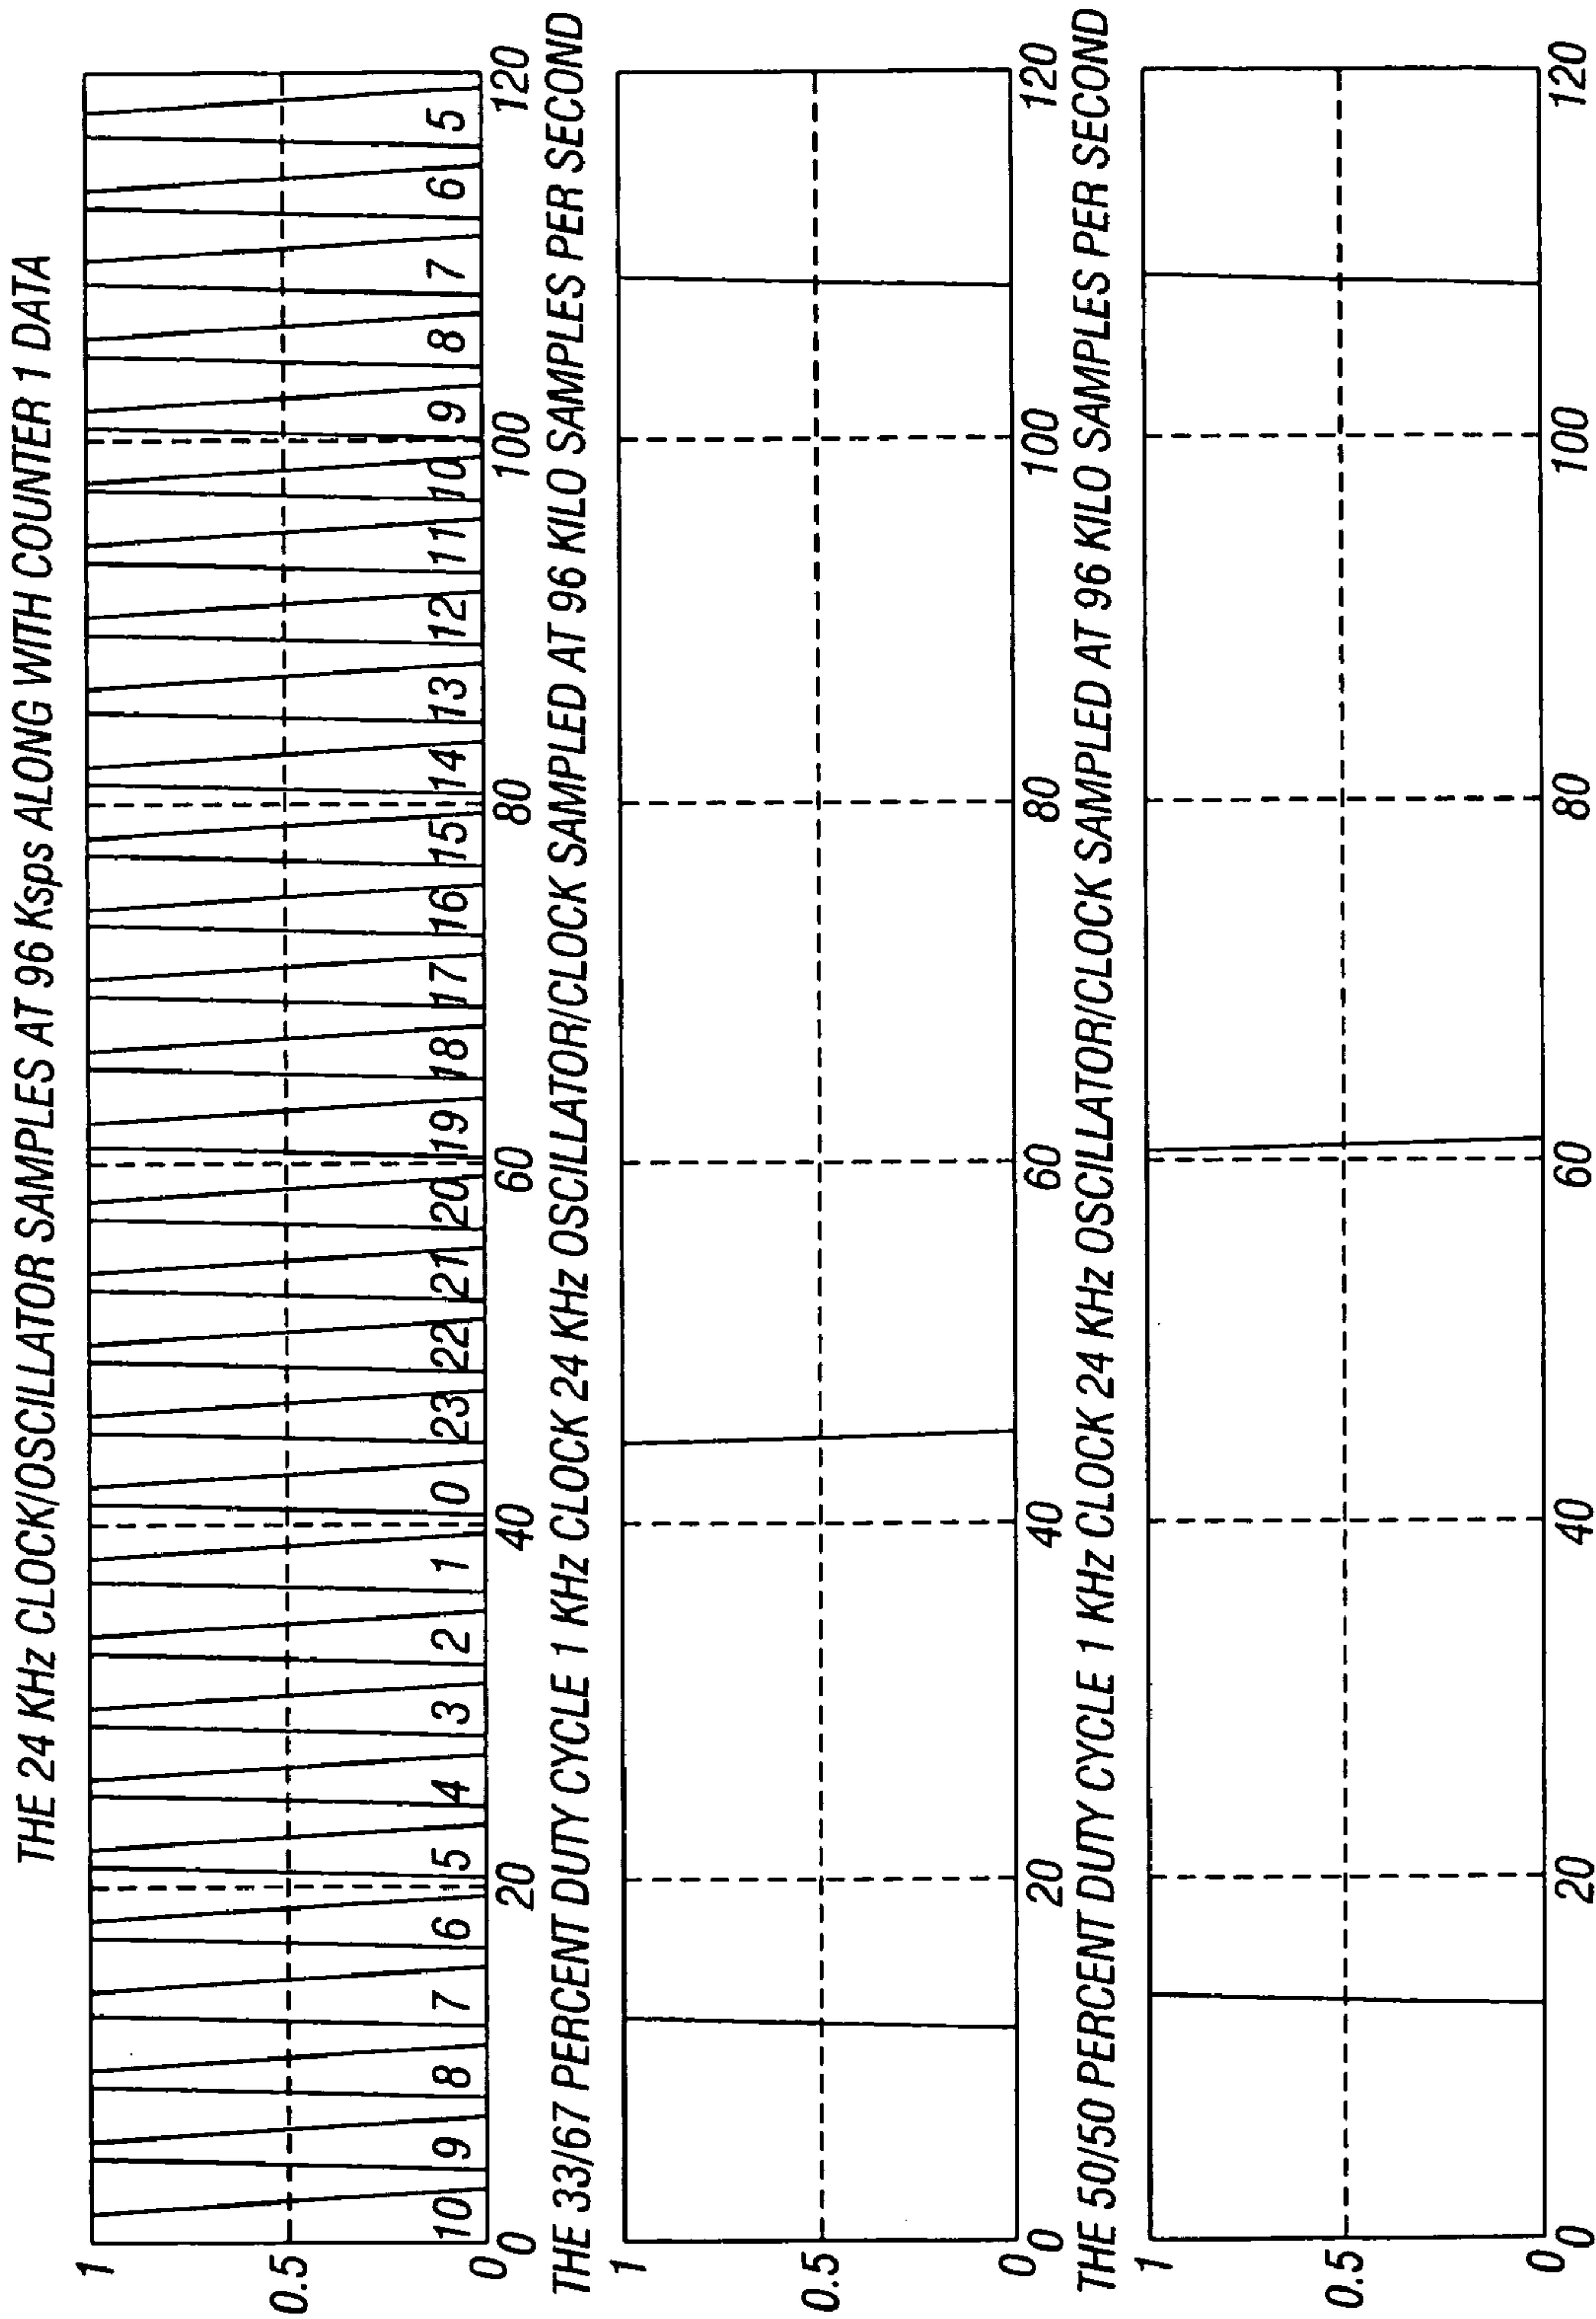 THE 24 KHz CLOCK/OSCILLATOR SAMPLES AT 96 Ksps ALONG WITH COUNTER 1 DATA
1
0.5
0
10 9 8 7 6 5 4 3 2 1 0 23 22 21 20 19 18 17 16 15 14 13 12 11 10 9 8 7 6 5
0 20 40 60 80 100 120
THE 33/67 PERCENT DUTY CYCLE 1 KHz CLOCK 24 KHz OSCILLATOR/CLOCK SAMPLED AT 96 KILO SAMPLES PER SECOND
1
0.5
0
0 20 40 60 80 100 120
THE 50/50 PERCENT DUTY CYCLE 1 KHz CLOCK 24 KHz OSCILLATOR/CLOCK SAMPLED AT 96 KILO SAMPLES PER SECOND
1
0.5
0
0 20 40 60 80 100 120